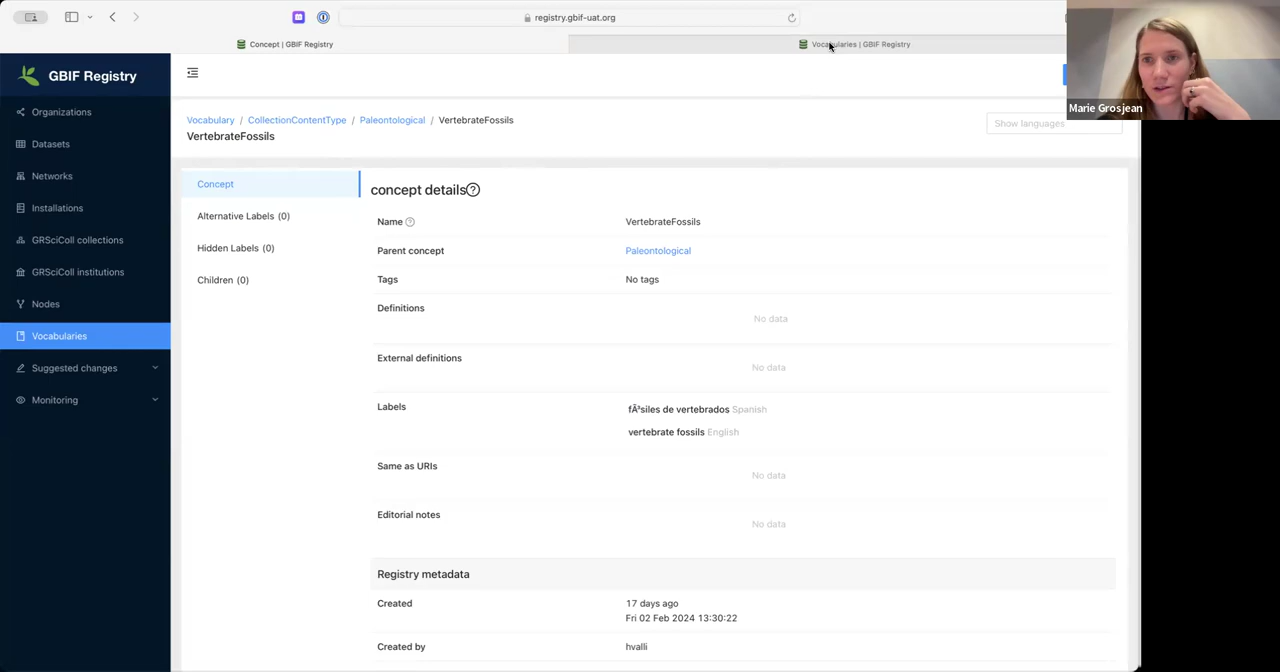 registry.gbif-uat.org
Concept | GBIF Registry
Vocabularies | GBIF Registry
Marie Grosjean
GBIF Registry
Organizations
Datasets
Networks
Installations
GRSciColl collections
GRSciColl institutions
Nodes
Vocabularies
Suggested changes
Monitoring
Vocabulary / CollectionContentType / Paleontological / VertebrateFossils
VertebrateFossils
Show languages
Concept
Alternative Labels (0)
Hidden Labels (0)
Children (0)
concept details
Name VertebrateFossils
Parent concept Paleontological
Tags No tags
Definitions
No data
External definitions
No data
Labels
fÃ³siles de vertebrados Spanish
vertebrate fossils English
Same as URIs
No data
Editorial notes
No data
Registry metadata
Created 17 days ago
Fri 02 Feb 2024 13:30:22
Created by hvalli